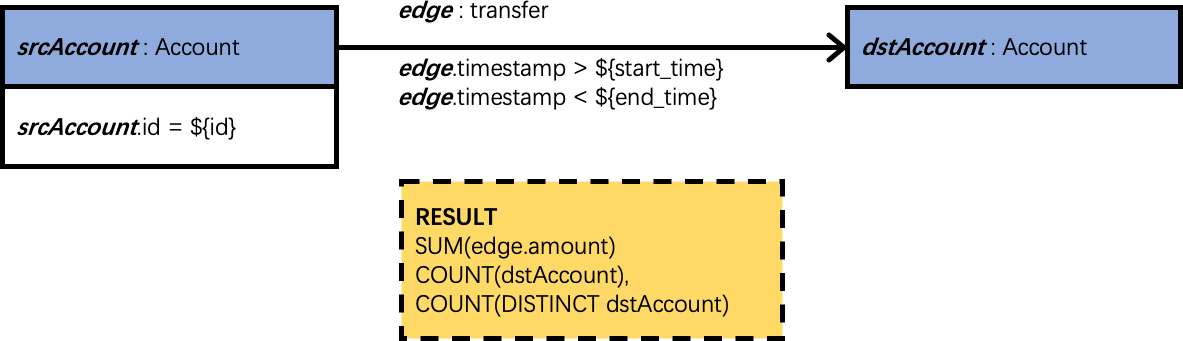 edge : transfer
srcAccount : Account
dstAccount : Account
edge.timestamp > ${start_time}
edge.timestamp < ${end_time}
srcAccount.id = ${id}
RESULT
SUM(edge.amount)
COUNT(dstAccount),
COUNT(DISTINCT dstAccount)